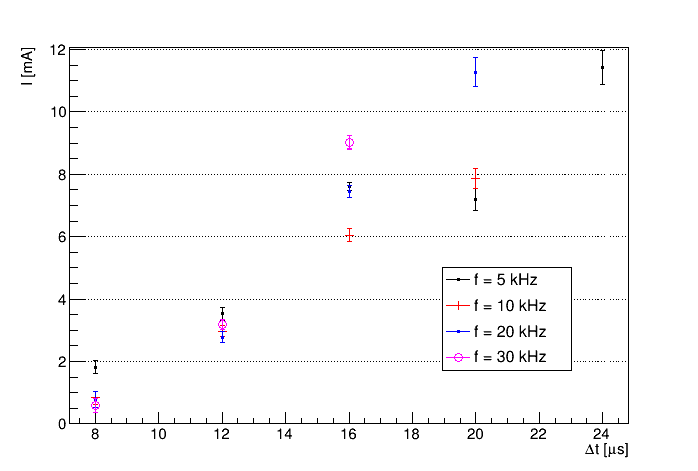 I [mA]
12
10
8
6
4
2
0
f = 5 kHz
f = 10 kHz
f = 20 kHz
f = 30 kHz
8 10 12 14 16 18 20 22 24
Δt [μs]